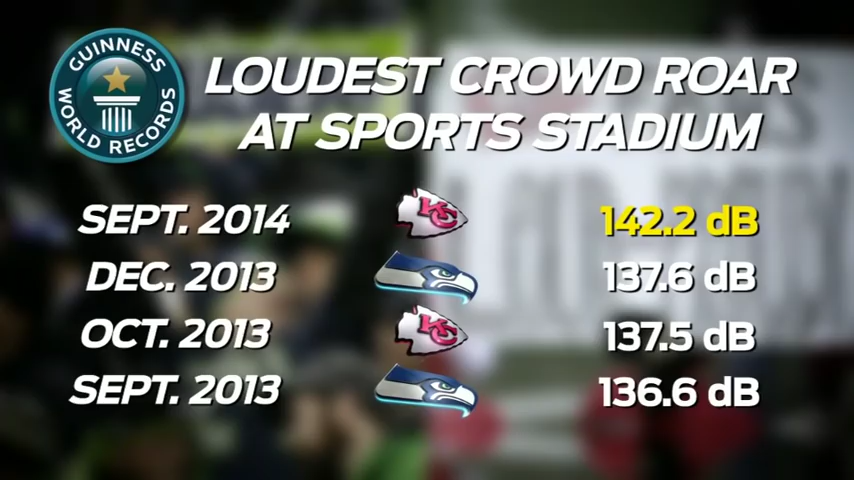 GUINNESS
WORLD RECORDS
LOUDEST CROWD ROAR
AT SPORTS STADIUM
SEPT. 2014 KC 142.2 dB
DEC. 2013 137.6 dB
OCT. 2013 KC 137.5 dB
SEPT. 2013 136.6 dB